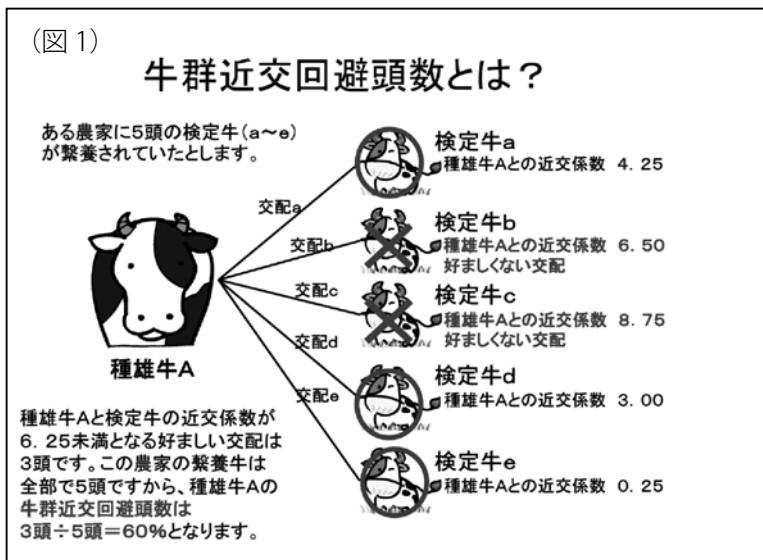 （図1）
牛群近交回避頭数とは？
ある農家に5頭の検定牛（a～e）
が繋養されていたとします。
検定牛a
種雄牛Aとの近交係数 4．25
交配a
検定牛b
種雄牛Aとの近交係数 6．50
好ましくない交配
交配b
検定牛c
種雄牛Aとの近交係数 8．75
好ましくない交配
交配c
検定牛d
種雄牛Aとの近交係数 3．00
交配d
検定牛e
種雄牛Aとの近交係数 0．25
交配e
種雄牛A
種雄牛Aと検定牛の近交係数が
6．25未満となる好ましい交配は
3頭です。この農家の繋養牛は
全部で5頭ですから、種雄牛Aの
牛群近交回避頭数は
3頭÷5頭＝60%となります。